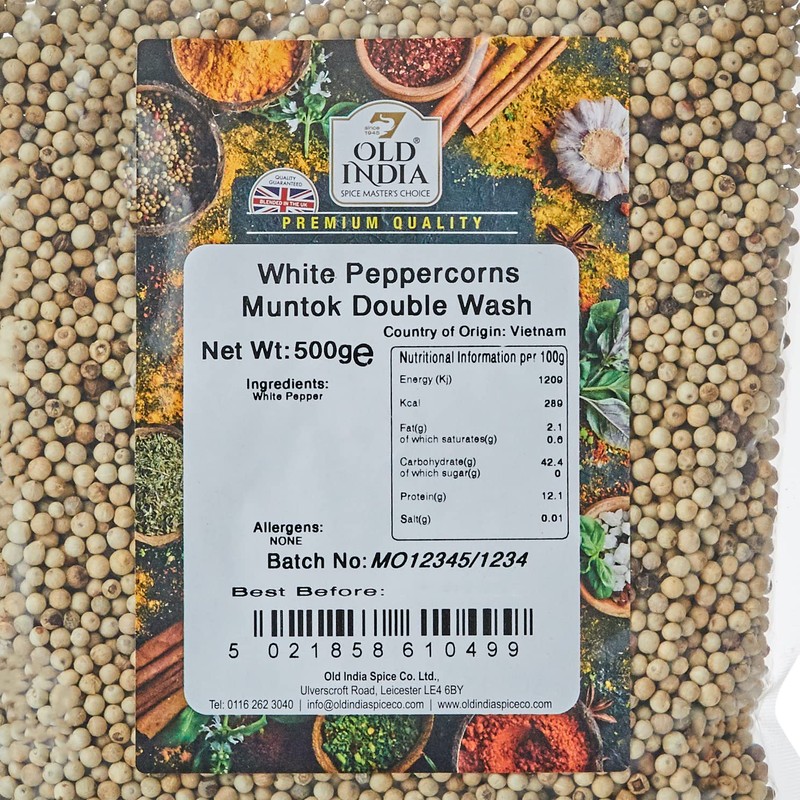 since
1945
OLD®
INDIA
SPICE MASTER'S CHOICE
QUALITY
GUARANTEED
BLENDED IN THE UK
PREMIUM QUALITY
White Peppercorns
Muntok Double Wash
Country of Origin: Vietnam
Net Wt: 500g℮
Ingredients:
White Pepper
Nutritional Information per 100g
Energy (Kj) 1209
Kcal 289
Fat(g) 2.1
of which saturates(g) 0.6
Carbohydrate(g) 42.4
of which sugar(g) 0
Protein(g) 12.1
Salt(g) 0.01
Allergens:
NONE
Batch No: MO12345/1234
Best Before:
5 021858 610499
Old India Spice Co. Ltd.,
Ulverscroft Road, Leicester LE4 6BY
Tel: 0116 262 3040 | info@oldindiaspiceco.com | www.oldindiaspiceco.com